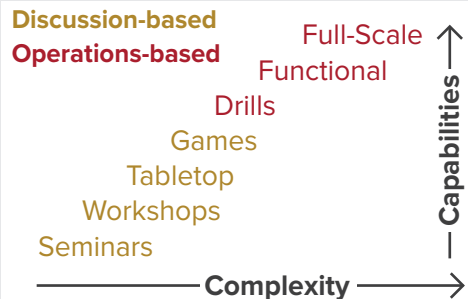 Discussion-based
Operations-based
Full-Scale
Functional
Drills
Games
Tabletop
Workshops
Seminars
Capabilities
Complexity